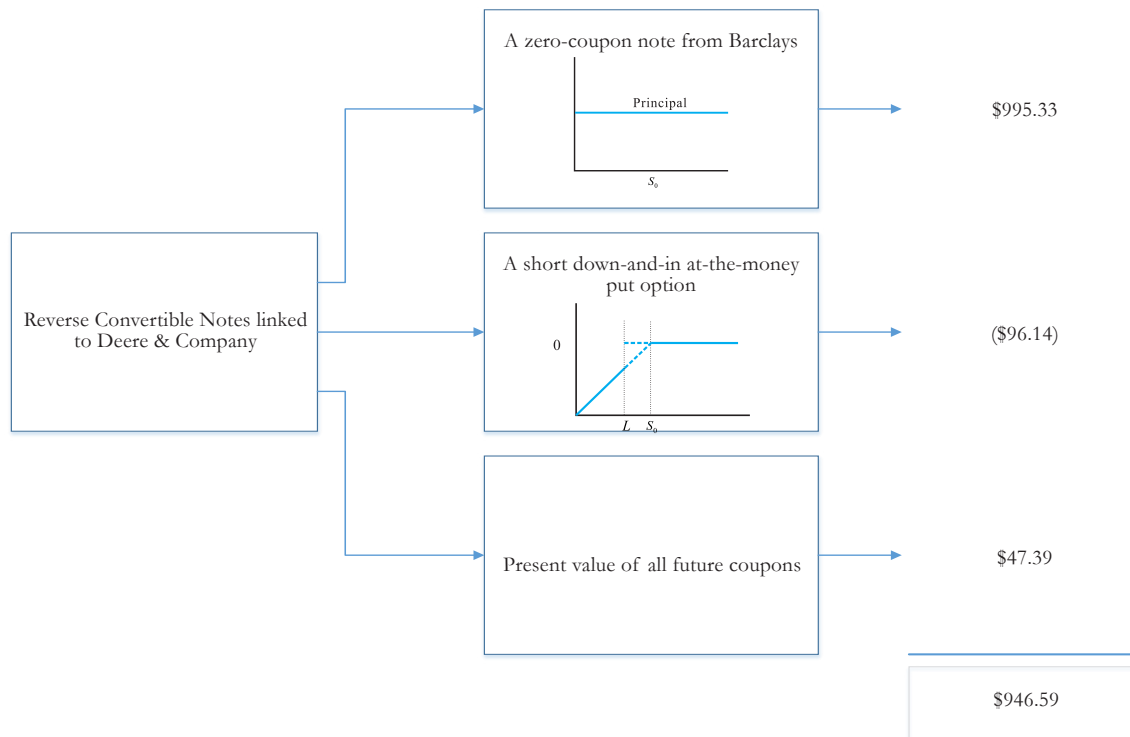 A zero-coupon note from Barclays
Principal
S₀
$995.33
Reverse Convertible Notes linked
to Deere & Company
A short down-and-in at-the-money
put option
0
L S₀
($96.14)
Present value of all future coupons
$47.39
$946.59